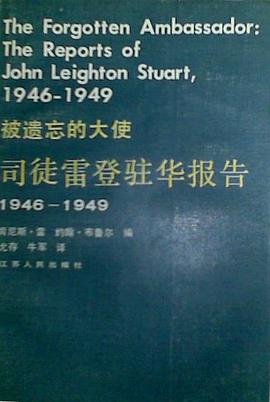 The Forgotten Ambassador:
The Reports of
John Leighton Stuart,
1946-1949
被遗忘的大使
司徒雷登驻华报告
1946－1949
肯尼斯·雷 约翰·布鲁尔 编
尤存 牛军 译
江苏人民出版社